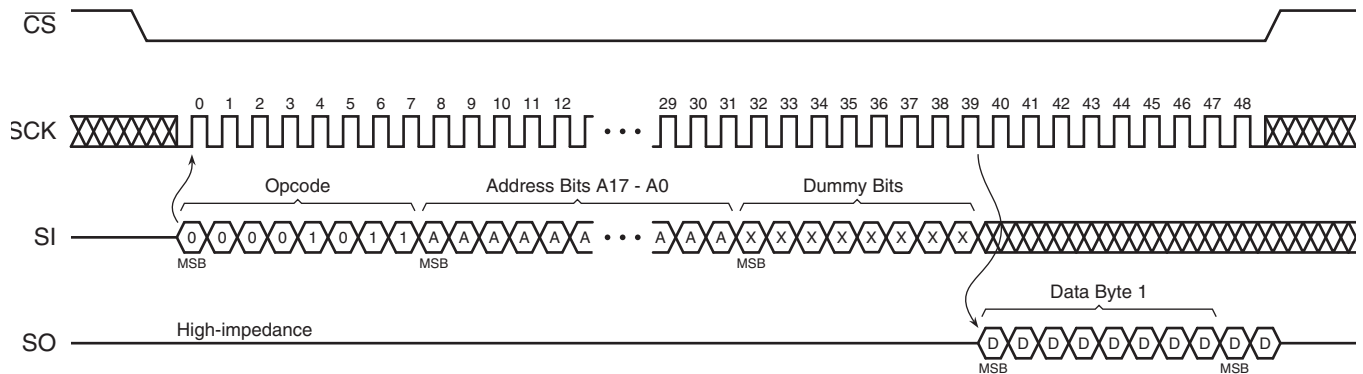 CS
0 1 2 3 4 5 6 7 8 9 10 11 12 29 30 31 32 33 34 35 36 37 38 39 40 41 42 43 44 45 46 47 48
SCK
Opcode Address Bits A17 - A0 Dummy Bits
SI 0 0 0 0 1 0 1 1 A A A A A A A A A X X X X X X X X
MSB MSB MSB
Data Byte 1
High-impedance
SO D D D D D D D D D D
MSB MSB